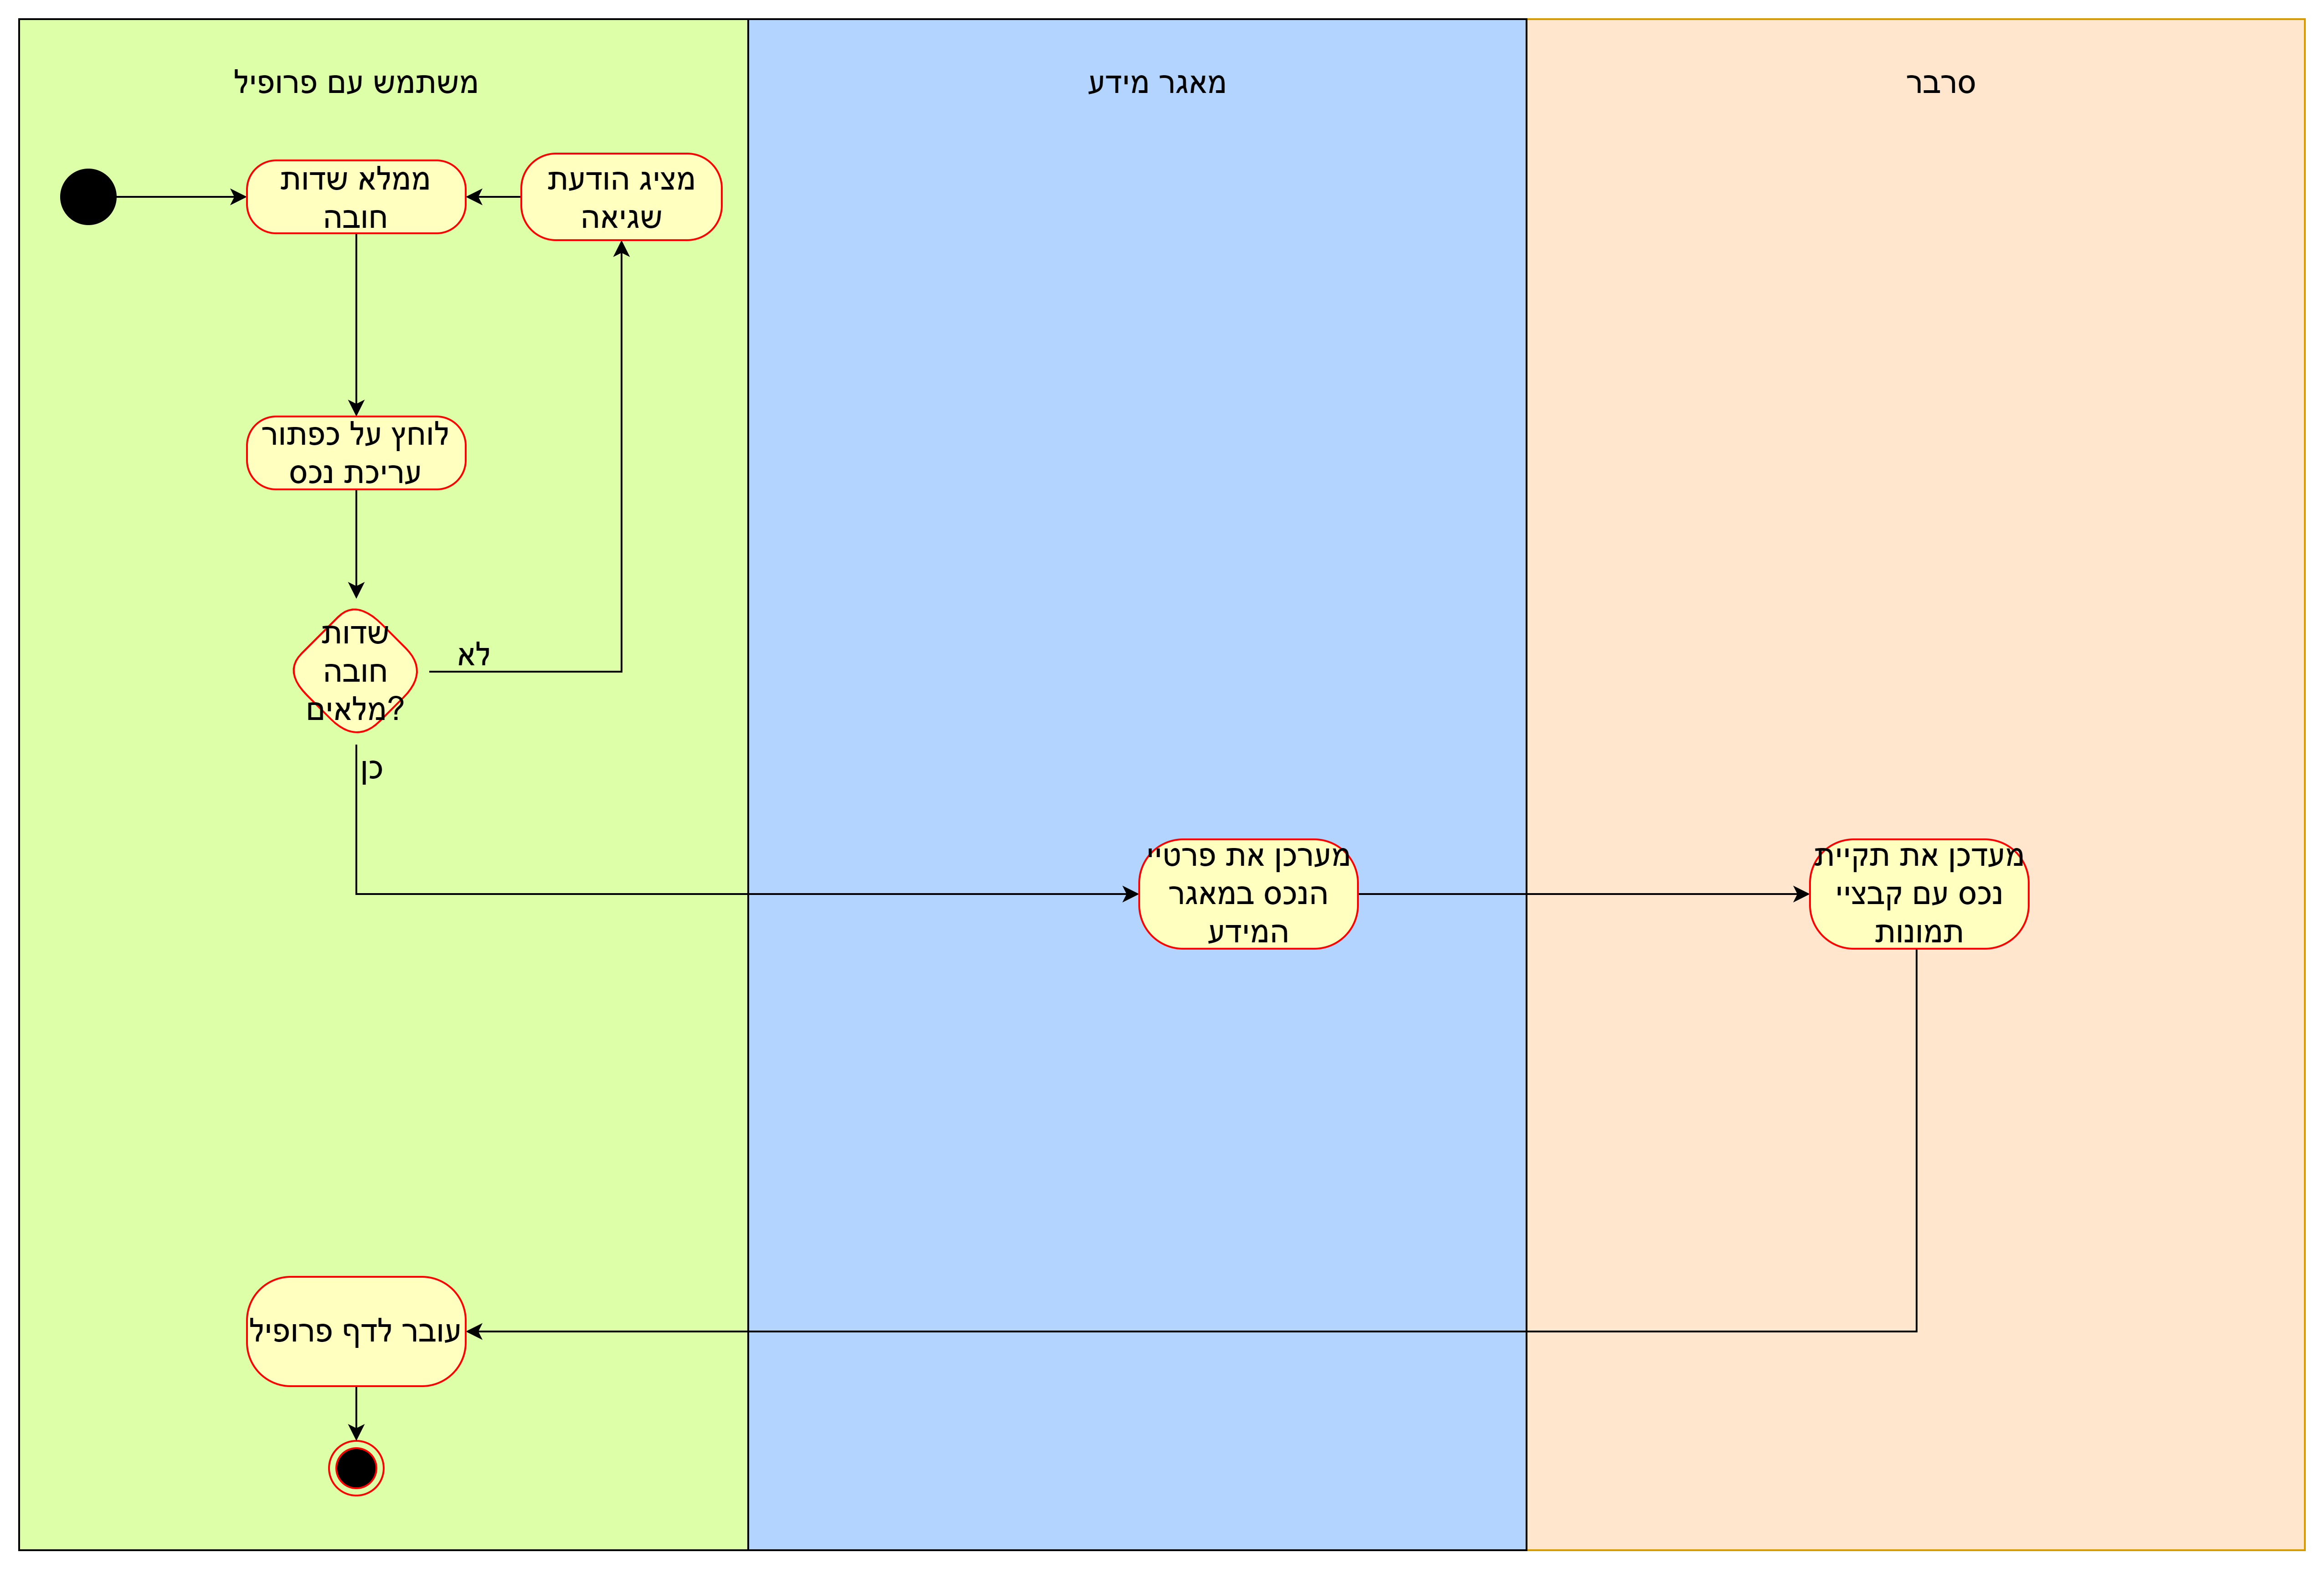 משתמש עם פרופיל
מאגר מידע
סרבר
ממלא שדות
חובה
מציג הודעת
שגיאה
לוחץ על כפתור
עריכת נכס
שדות
חובה
מלאים?
לא
כן
מערכן את פרטיי
הנכס במאגר
המידע
מעדכן את תקיית
נכס עם קבציי
תמונות
עובר לדף פרופיל